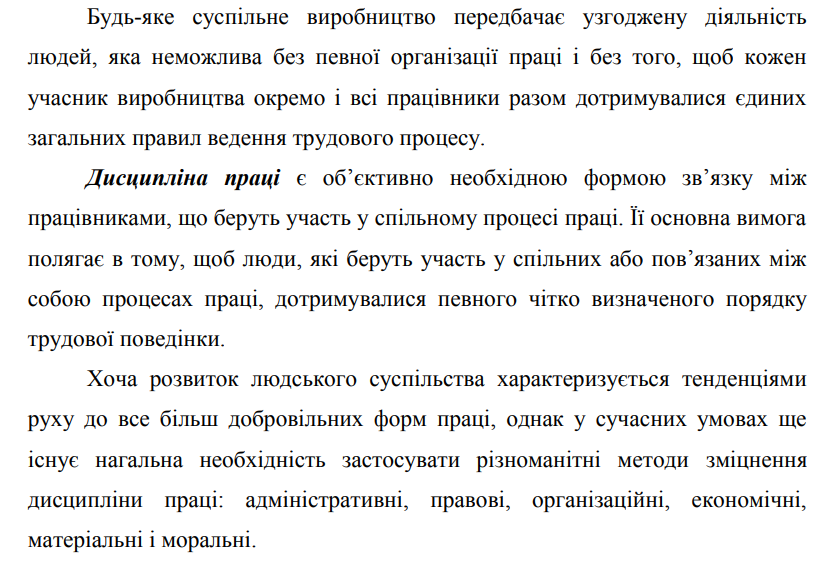 Будь-яке суспільне виробництво передбачає узгоджену діяльність
людей, яка неможлива без певної організації праці і без того, щоб кожен
учасник виробництва окремо і всі працівники разом дотримувалися єдиних
загальних правил ведення трудового процесу.
Дисципліна праці є об’єктивно необхідною формою зв’язку між
працівниками, що беруть участь у спільному процесі праці. Її основна вимога
полягає в тому, щоб люди, які беруть участь у спільних або пов’язаних між
собою процесах праці, дотримувалися певного чітко визначеного порядку
трудової поведінки.
Хоча розвиток людського суспільства характеризується тенденціями
руху до все більш добровільних форм праці, однак у сучасних умовах ще
існує нагальна необхідність застосувати різноманітні методи зміцнення
дисципліни праці: адміністративні, правові, організаційні, економічні,
матеріальні і моральні.